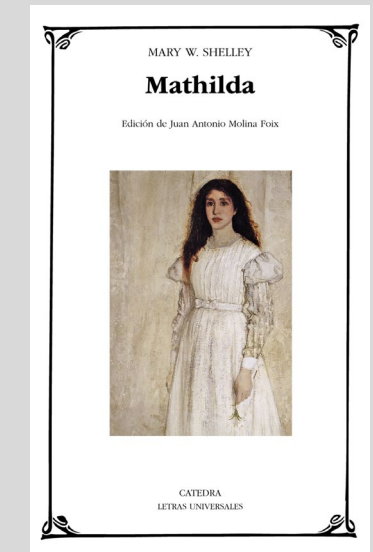 MARY W. SHELLEY
Mathilda
Edición de Juan Antonio Molina Foix
CATEDRA
LETRAS UNIVERSALES